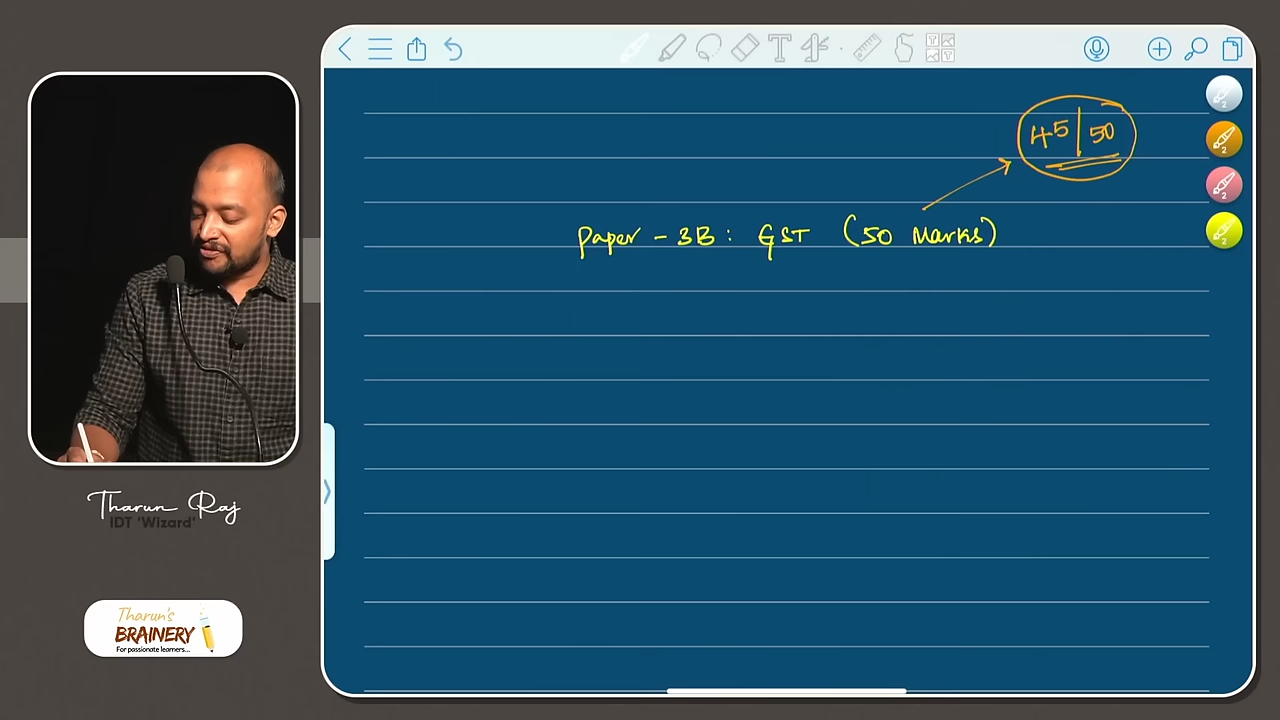 45 | 50
Paper - 3B : GST (50 Marks)
Tharun Raj
IDT 'Wizard'
Tharun's
BRAINERY
For passionate learners...